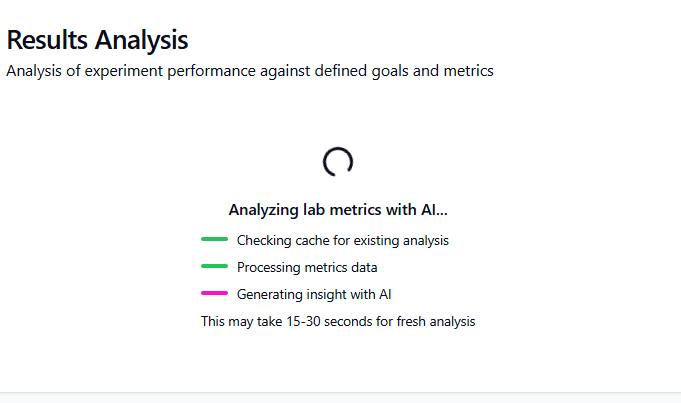 Results Analysis
Analysis of experiment performance against defined goals and metrics
Analyzing lab metrics with AI...
Checking cache for existing analysis
Processing metrics data
Generating insight with AI
This may take 15-30 seconds for fresh analysis